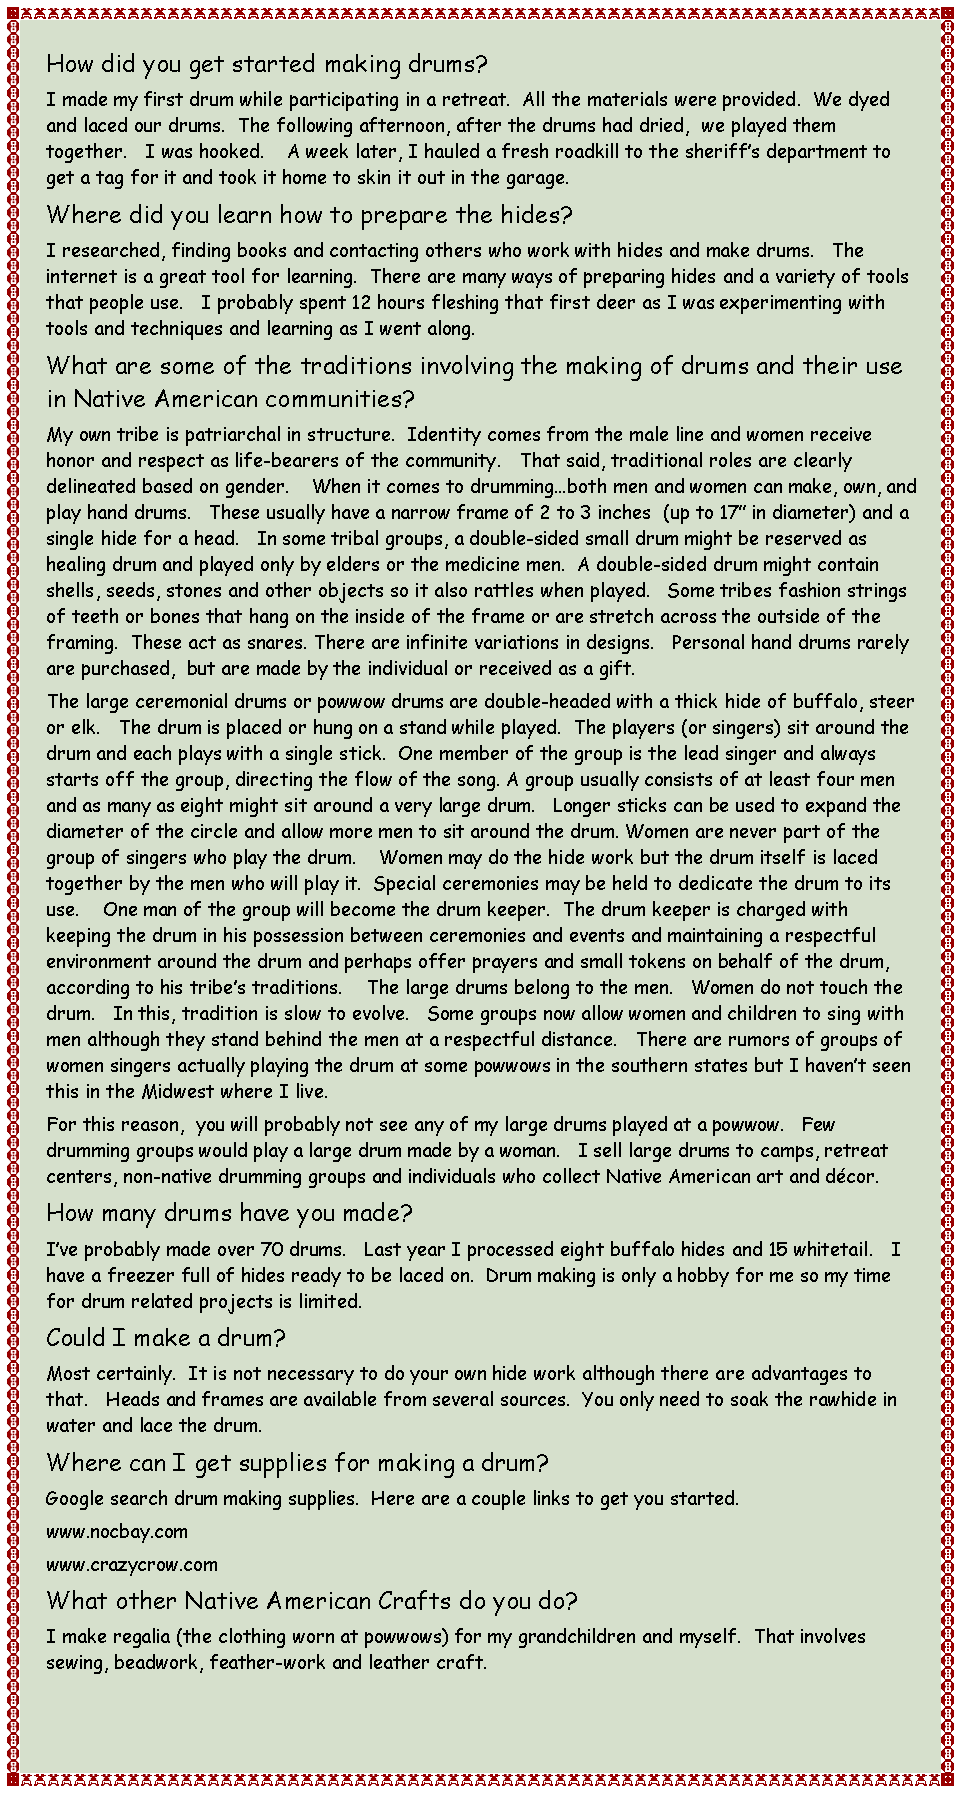 How did you get started making drums?
I made my first drum while participating in a retreat.  All the materials were provided.  We dyed
and laced our drums.  The following afternoon, after the drums had dried,  we played them
together.   I was hooked.    A week later, I hauled a fresh roadkill to the sheriff’s department to
get a tag for it and took it home to skin it out in the garage.
Where did you learn how to prepare the hides?
I researched, finding books and contacting others who work with hides and make drums.   The
internet is a great tool for learning.  There are many ways of preparing hides and a variety of tools
that people use.   I probably spent 12 hours fleshing that first deer as I was experimenting with
tools and techniques and learning as I went along.
What are some of the traditions involving the making of drums and their use
in Native American communities?
My own tribe is patriarchal in structure.  Identity comes from the male line and women receive
honor and respect as life-bearers of the community.   That said, traditional roles are clearly
delineated based on gender.    When it comes to drumming…both men and women can make, own, and
play hand drums.   These usually have a narrow frame of 2 to 3 inches  (up to 17” in diameter) and a
single hide for a head.   In some tribal groups, a double-sided small drum might be reserved as
healing drum and played only by elders or the medicine men.  A double-sided drum might contain
shells, seeds, stones and other objects so it also rattles when played.   Some tribes fashion strings
of teeth or bones that hang on the inside of the frame or are stretch across the outside of the
framing.  These act as snares. There are infinite variations in designs.   Personal hand drums rarely
are purchased,  but are made by the individual or received as a gift.
The large ceremonial drums or powwow drums are double-headed with a thick hide of buffalo, steer
or elk.   The drum is placed or hung on a stand while played.  The players (or singers) sit around the
drum and each plays with a single stick.  One member of the group is the lead singer and always
starts off the group, directing the flow of the song. A group usually consists of at least four men
and as many as eight might sit around a very large drum.   Longer sticks can be used to expand the
diameter of the circle and allow more men to sit around the drum. Women are never part of the
group of singers who play the drum.    Women may do the hide work but the drum itself is laced
together by the men who will play it.  Special ceremonies may be held to dedicate the drum to its
use.    One man of the group will become the drum keeper.  The drum keeper is charged with
keeping the drum in his possession between ceremonies and events and maintaining a respectful
environment around the drum and perhaps offer prayers and small tokens on behalf of the drum,
according to his tribe’s traditions.    The large drums belong to the men.   Women do not touch the
drum.   In this, tradition is slow to evolve.   Some groups now allow women and children to sing with
men although they stand behind the men at a respectful distance.   There are rumors of groups of
women singers actually playing the drum at some powwows in the southern states but I haven’t seen
this in the Midwest where I live.
For this reason,  you will probably not see any of my large drums played at a powwow.   Few
drumming groups would play a large drum made by a woman.   I sell large drums to camps, retreat
centers, non-native drumming groups and individuals who collect Native American art and décor.
How many drums have you made?
I’ve probably made over 70 drums.   Last year I processed eight buffalo hides and 15 whitetail.   I
have a freezer full of hides ready to be laced on.  Drum making is only a hobby for me so my time
for drum related projects is limited.
Could I make a drum?
Most certainly.  It is not necessary to do your own hide work although there are advantages to
that.   Heads and frames are available from several sources.  You only need to soak the rawhide in
water and lace the drum.
Where can I get supplies for making a drum?
Google search drum making supplies.  Here are a couple links to get you started.
www.nocbay.com
www.crazycrow.com
What other Native American Crafts do you do?
I make regalia (the clothing worn at powwows) for my grandchildren and myself.  That involves
sewing, beadwork, feather-work and leather craft.